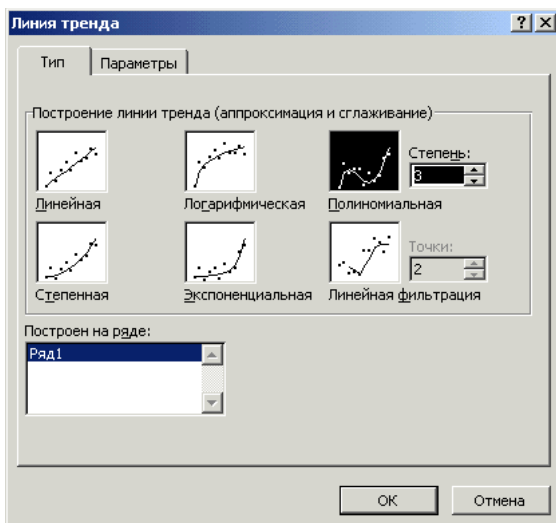 Линия тренда
Тип Параметры
Построение линии тренда (аппроксимация и сглаживание)
Степень:
3
Линейная Логарифмическая Полиномиальная
Точки:
2
Степенная Экспоненциальная Линейная фильтрация
Построен на ряде:
Ряд1
ОК Отмена